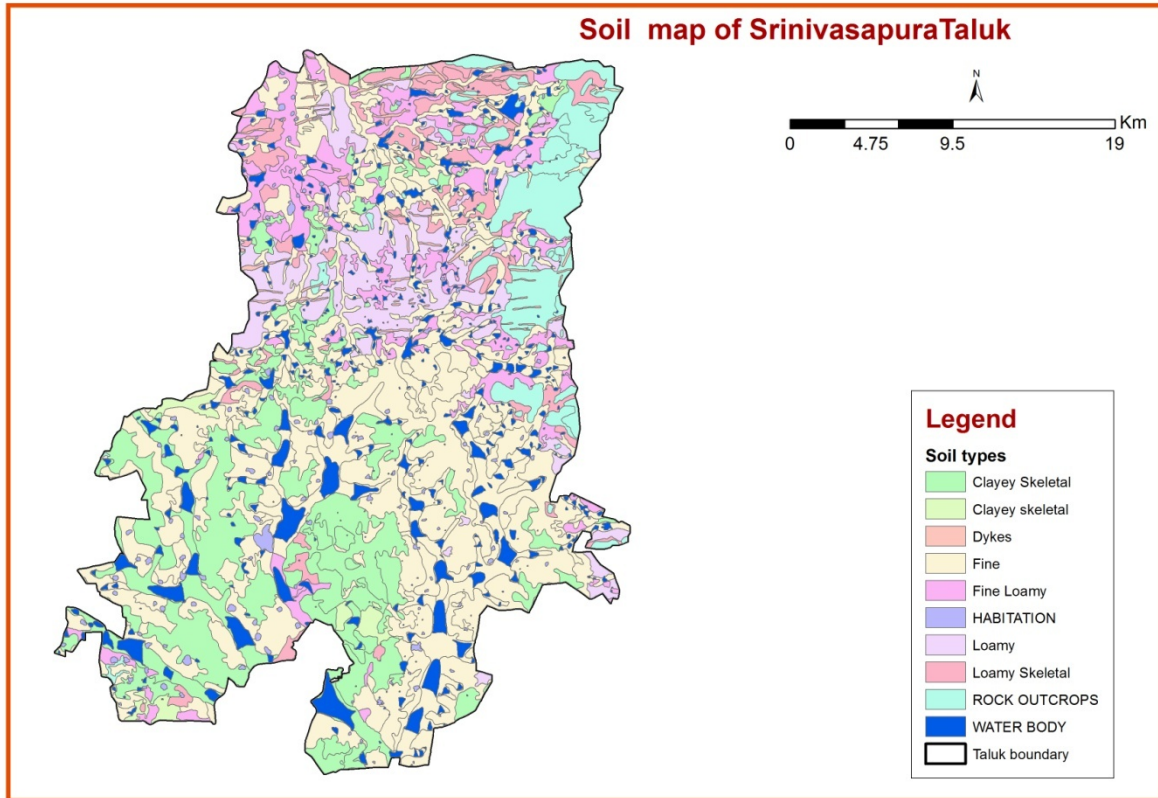 Soil  map of SrinivasapuraTaluk
N
Km
0 4.75 9.5 19
Legend
Soil types
Clayey Skeletal
Clayey skeletal
Dykes
Fine
Fine Loamy
HABITATION
Loamy
Loamy Skeletal
ROCK OUTCROPS
WATER BODY
Taluk boundary